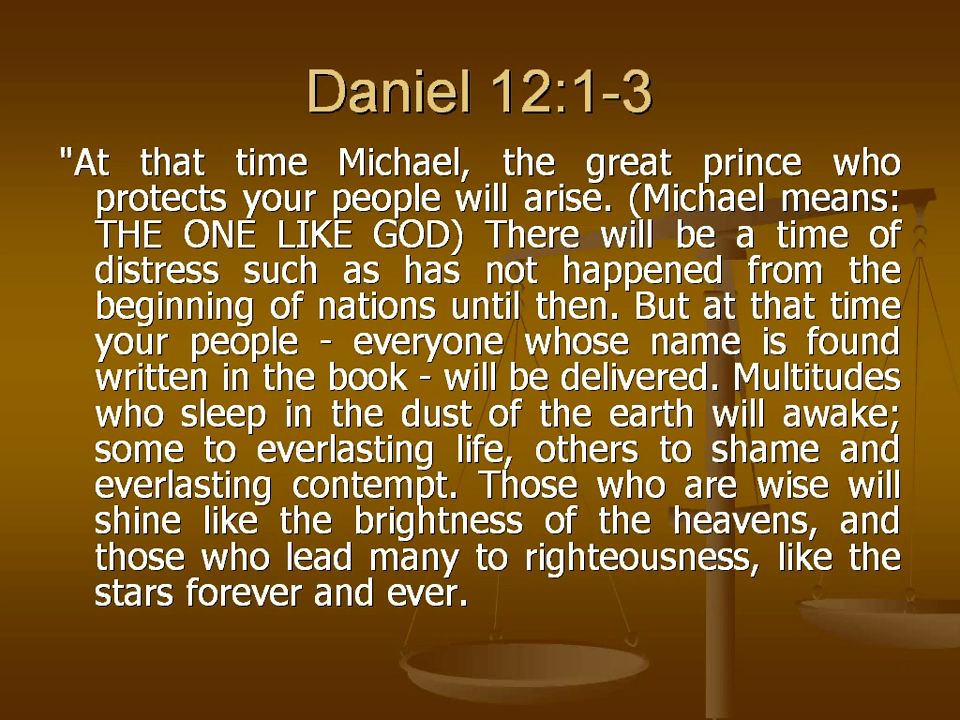 Daniel 12:1-3
"At that time Michael, the great prince who
protects your people will arise. (Michael means:
THE ONE LIKE GOD) There will be a time of
distress such as has not happened from the
beginning of nations until then. But at that time
your people - everyone whose name is found
written in the book - will be delivered. Multitudes
who sleep in the dust of the earth will awake;
some to everlasting life, others to shame and
everlasting contempt. Those who are wise will
shine like the brightness of the heavens, and
those who lead many to righteousness, like the
stars forever and ever.